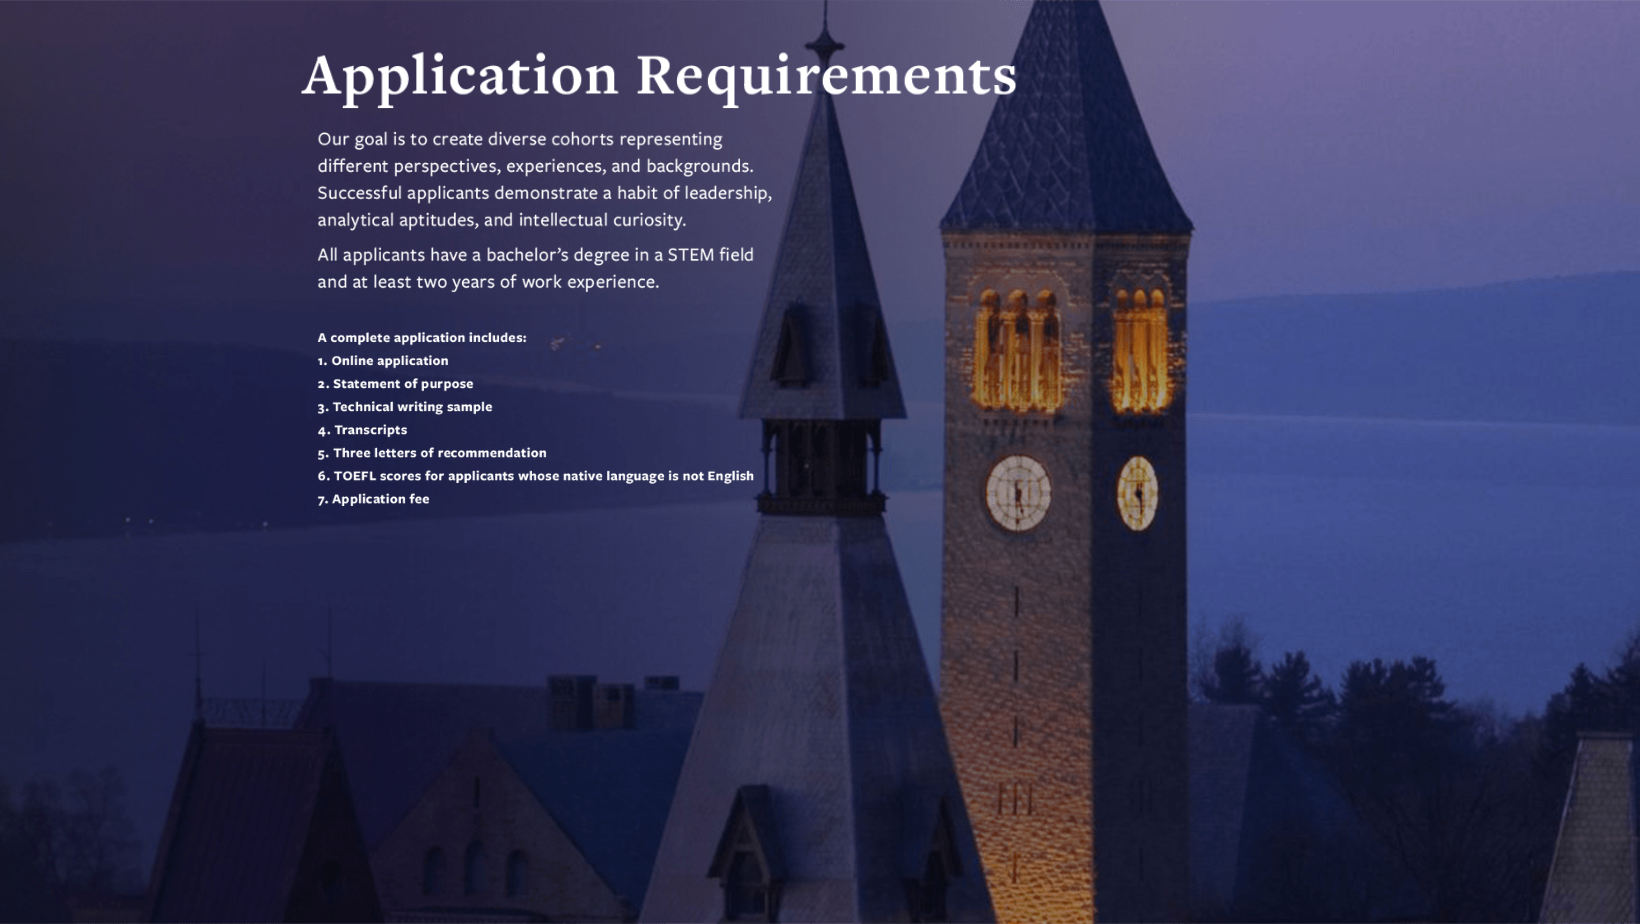 Application Requirements
Our goal is to create diverse cohorts representing
different perspectives, experiences, and backgrounds.
Successful applicants demonstrate a habit of leadership,
analytical aptitudes, and intellectual curiosity.
All applicants have a bachelor’s degree in a STEM field
and at least two years of work experience.
A complete application includes:
1. Online application
2. Statement of purpose
3. Technical writing sample
4. Transcripts
5. Three letters of recommendation
6. TOEFL scores for applicants whose native language is not English
7. Application fee